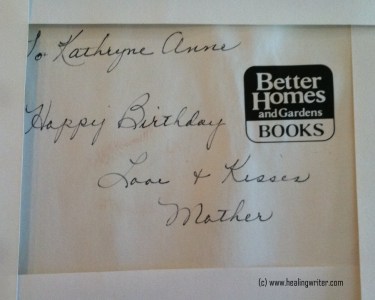 To Kathryne Anne
Better
Homes
and Gardens
BOOKS
Happy Birthday
Love & Kisses
Mother
(c) www.healingwriter.com